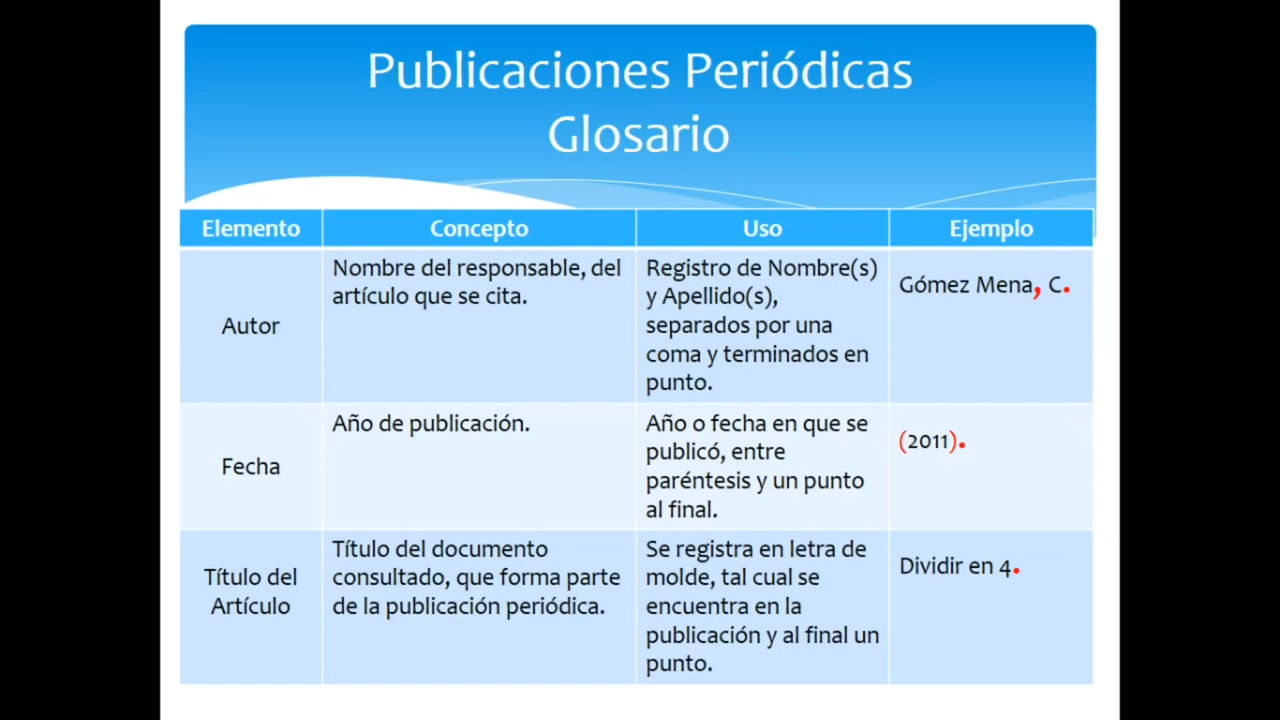 Publicaciones Periódicas
Glosario
Elemento Concepto Uso Ejemplo
Autor
Nombre del responsable, del
artículo que se cita.
Registro de Nombre(s)
y Apellido(s),
separados por una
coma y terminados en
punto.
Gómez Mena, C.
Fecha
Año de publicación.
Año o fecha en que se
publicó, entre
paréntesis y un punto
al final.
(2011).
Título del
Artículo
Título del documento
consultado, que forma parte
de la publicación periódica.
Se registra en letra de
molde, tal cual se
encuentra en la
publicación y al final un
punto.
Dividir en 4.